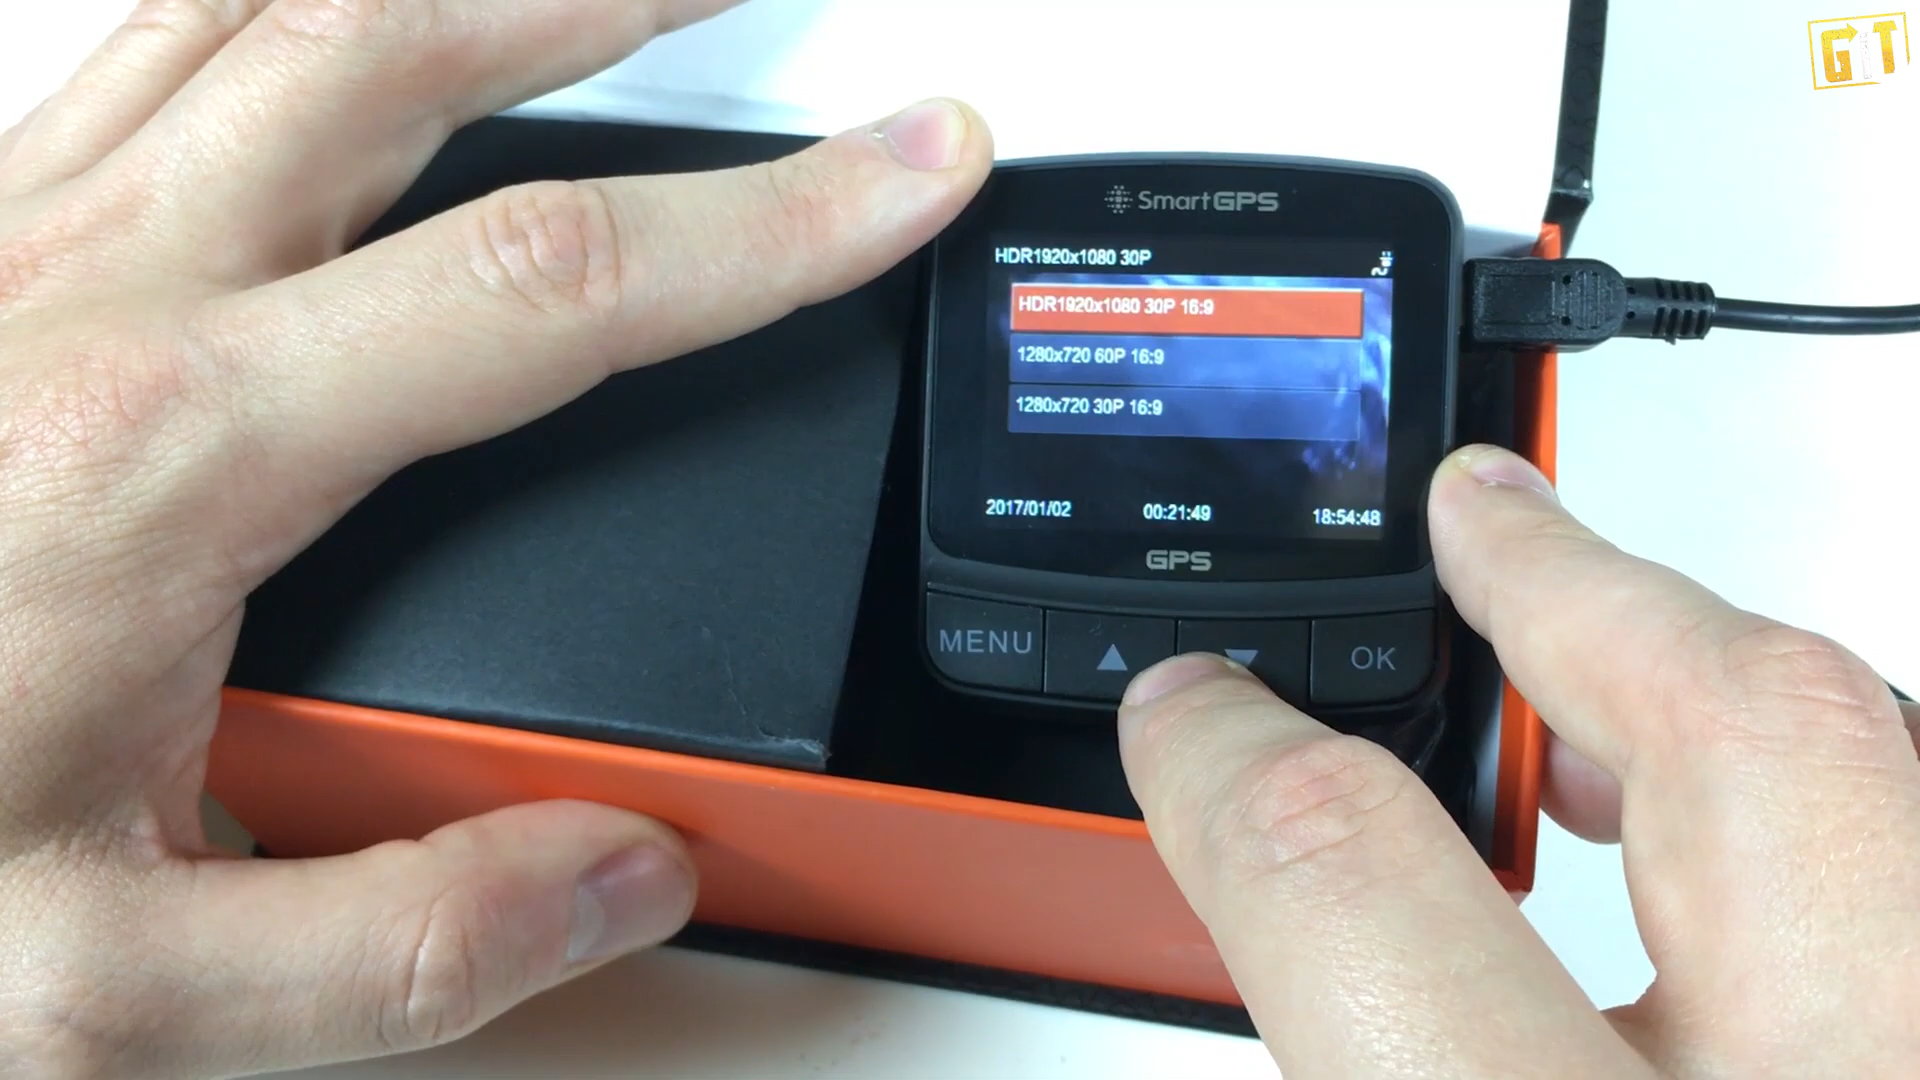 GiT
SmartGPS
HDR1920x1080 30P
HDR1920x1080 30P 16:9
1280x720 60P 16:9
1280x720 30P 16:9
2017/01/02 00:21:49 18:54:48
GPS
MENU ▲ ▼ OK